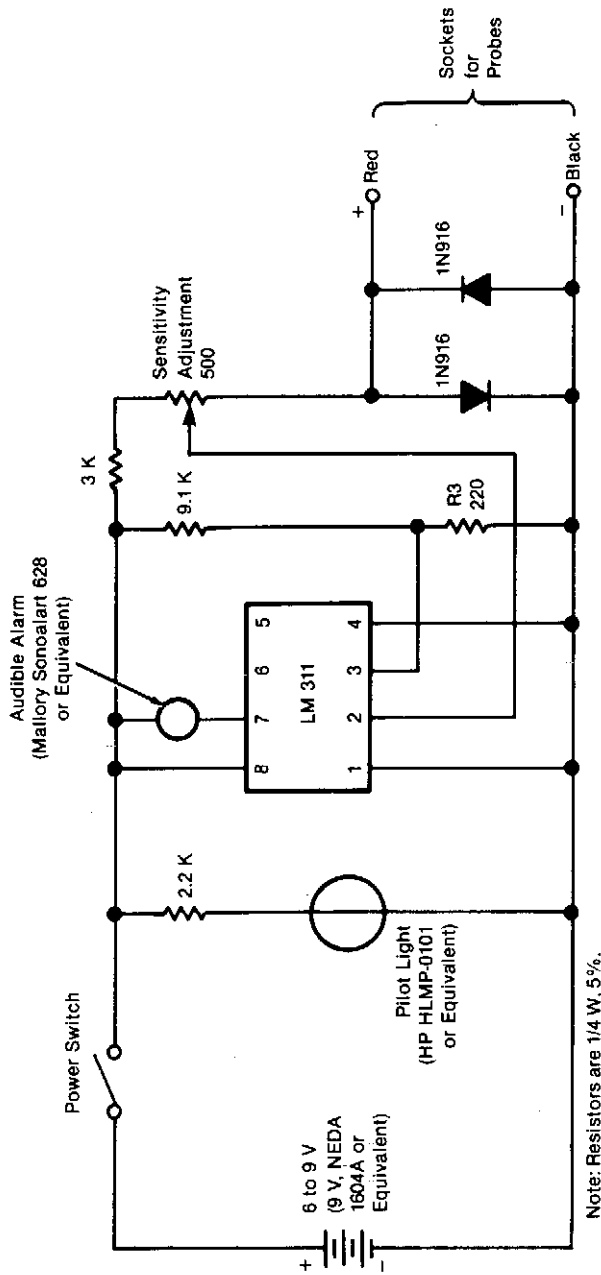 Power Switch
+
6 to 9 V
(9 V, NEDA
1604A or
Equivalent)
−
2.2 K
Pilot Light
(HP HLMP-0101
or Equivalent)
Audible Alarm
(Mallory Sonoalart 628
or Equivalent)
8 7 6 5
LM 311
1 2 3 4
3 K
9.1 K
R3
220
Sensitivity
Adjustment
500
1N916
1N916
+
Red
Sockets
for
Probes
−
Black
Note: Resistors are 1/4 W, 5%.